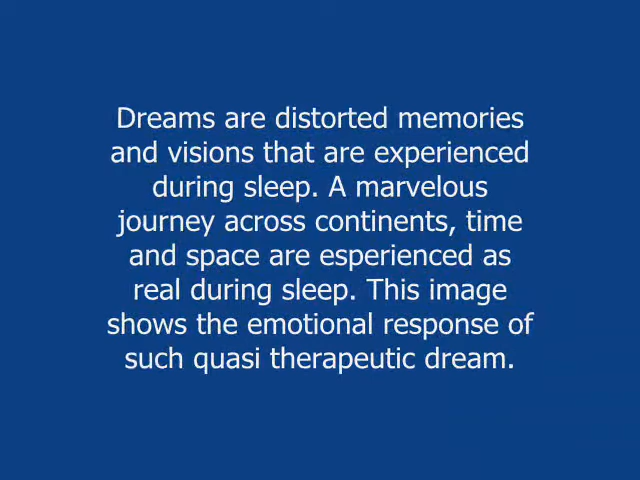 Dreams are distorted memories
and visions that are experienced
during sleep. A marvelous
journey across continents, time
and space are esperienced as
real during sleep. This image
shows the emotional response of
such quasi therapeutic dream.